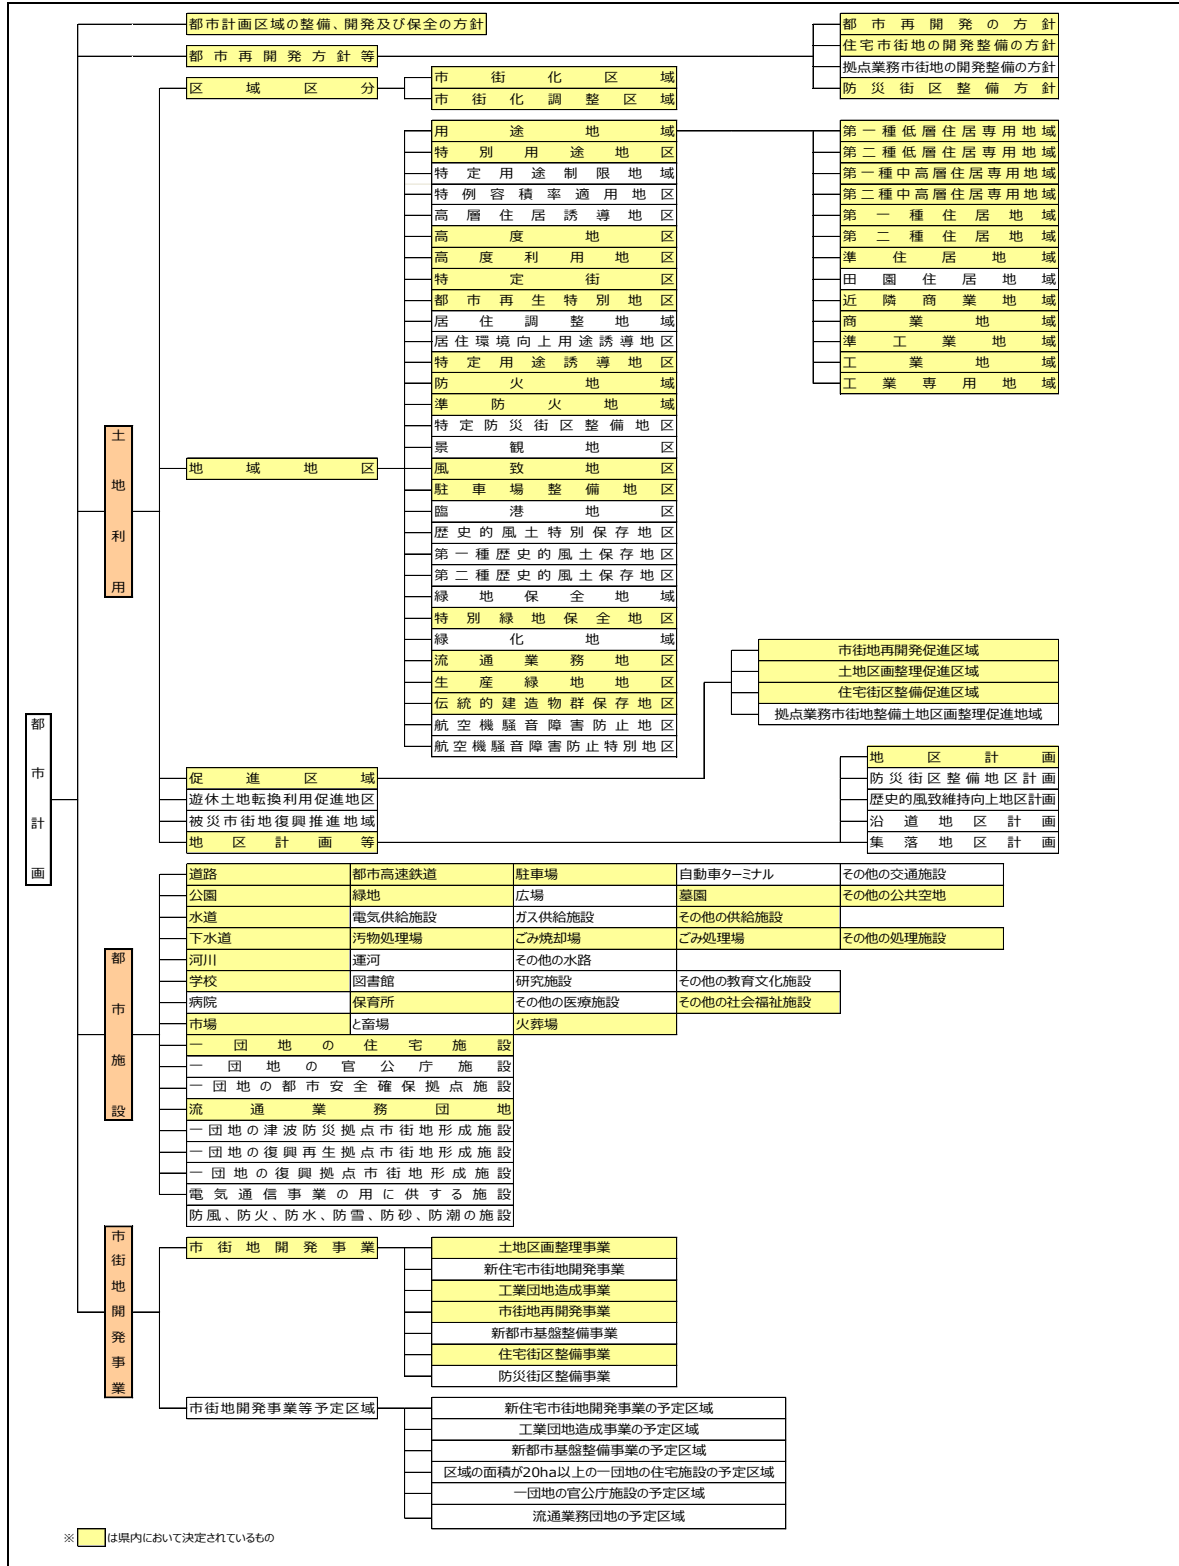 都市計画区域の整備、開発及び保全の方針
都市再開発方針等
都市再開発の方針
住宅市街地の開発整備の方針
拠点業務市街地の開発整備の方針
防災街区整備方針
区域区分
市街化区域
市街化調整区域
用途地域
特別用途地区
特定用途制限地域
特例容積率適用地区
高層住居誘導地区
高度地区
高度利用地区
特定街区
都市再生特別地区
居住調整地域
居住環境向上用途誘導地区
特定用途誘導地区
防火地域
準防火地域
特定防災街区整備地区
景観地区
風致地区
駐車場整備地区
臨港地区
歴史的風土特別保存地区
第一種歴史的風土保存地区
第二種歴史的風土保存地区
緑地保全地域
特別緑地保全地区
緑化地域
流通業務地区
生産緑地地区
伝統的建造物群保存地区
航空機騒音障害防止地区
航空機騒音障害防止特別地区
第一種低層住居専用地域
第二種低層住居専用地域
第一種中高層住居専用地域
第二種中高層住居専用地域
第一種住居地域
第二種住居地域
準住居地域
田園住居地域
近隣商業地域
商業地域
準工業地域
工業地域
工業専用地域
土地利用
地域地区
市街地再開発促進区域
土地区画整理促進区域
住宅街区整備促進区域
拠点業務市街地整備土地区画整理促進地域
都市計画
促進区域
遊休土地転換利用促進地区
被災市街地復興推進地域
地区計画等
地区計画
防災街区整備地区計画
歴史的風致維持向上地区計画
沿道地区計画
集落地区計画
都市施設
道路 都市高速鉄道 駐車場 自動車ターミナル その他の交通施設
公園 緑地 広場 墓園 その他の公共空地
水道 電気供給施設 ガス供給施設 その他の供給施設
下水道 汚物処理場 ごみ焼却場 ごみ処理場 その他の処理施設
河川 運河 その他の水路
学校 図書館 研究施設 その他の教育文化施設
病院 保育所 その他の医療施設 その他の社会福祉施設
市場 と畜場 火葬場
一団地の住宅施設
一団地の官公庁施設
一団地の都市安全確保拠点施設
流通業務団地
一団地の津波防災拠点市街地形成施設
一団地の復興再生拠点市街地形成施設
一団地の復興拠点市街地形成施設
電気通信事業の用に供する施設
防風、防火、防水、防雪、防砂、防潮の施設
市街地開発事業
市街地開発事業
土地区画整理事業
新住宅市街地開発事業
工業団地造成事業
市街地再開発事業
新都市基盤整備事業
住宅街区整備事業
防災街区整備事業
市街地開発事業等予定区域
新住宅市街地開発事業の予定区域
工業団地造成事業の予定区域
新都市基盤整備事業の予定区域
区域の面積が20ha以上の一団地の住宅施設の予定区域
一団地の官公庁施設の予定区域
流通業務団地の予定区域
※ は県内において決定されているもの